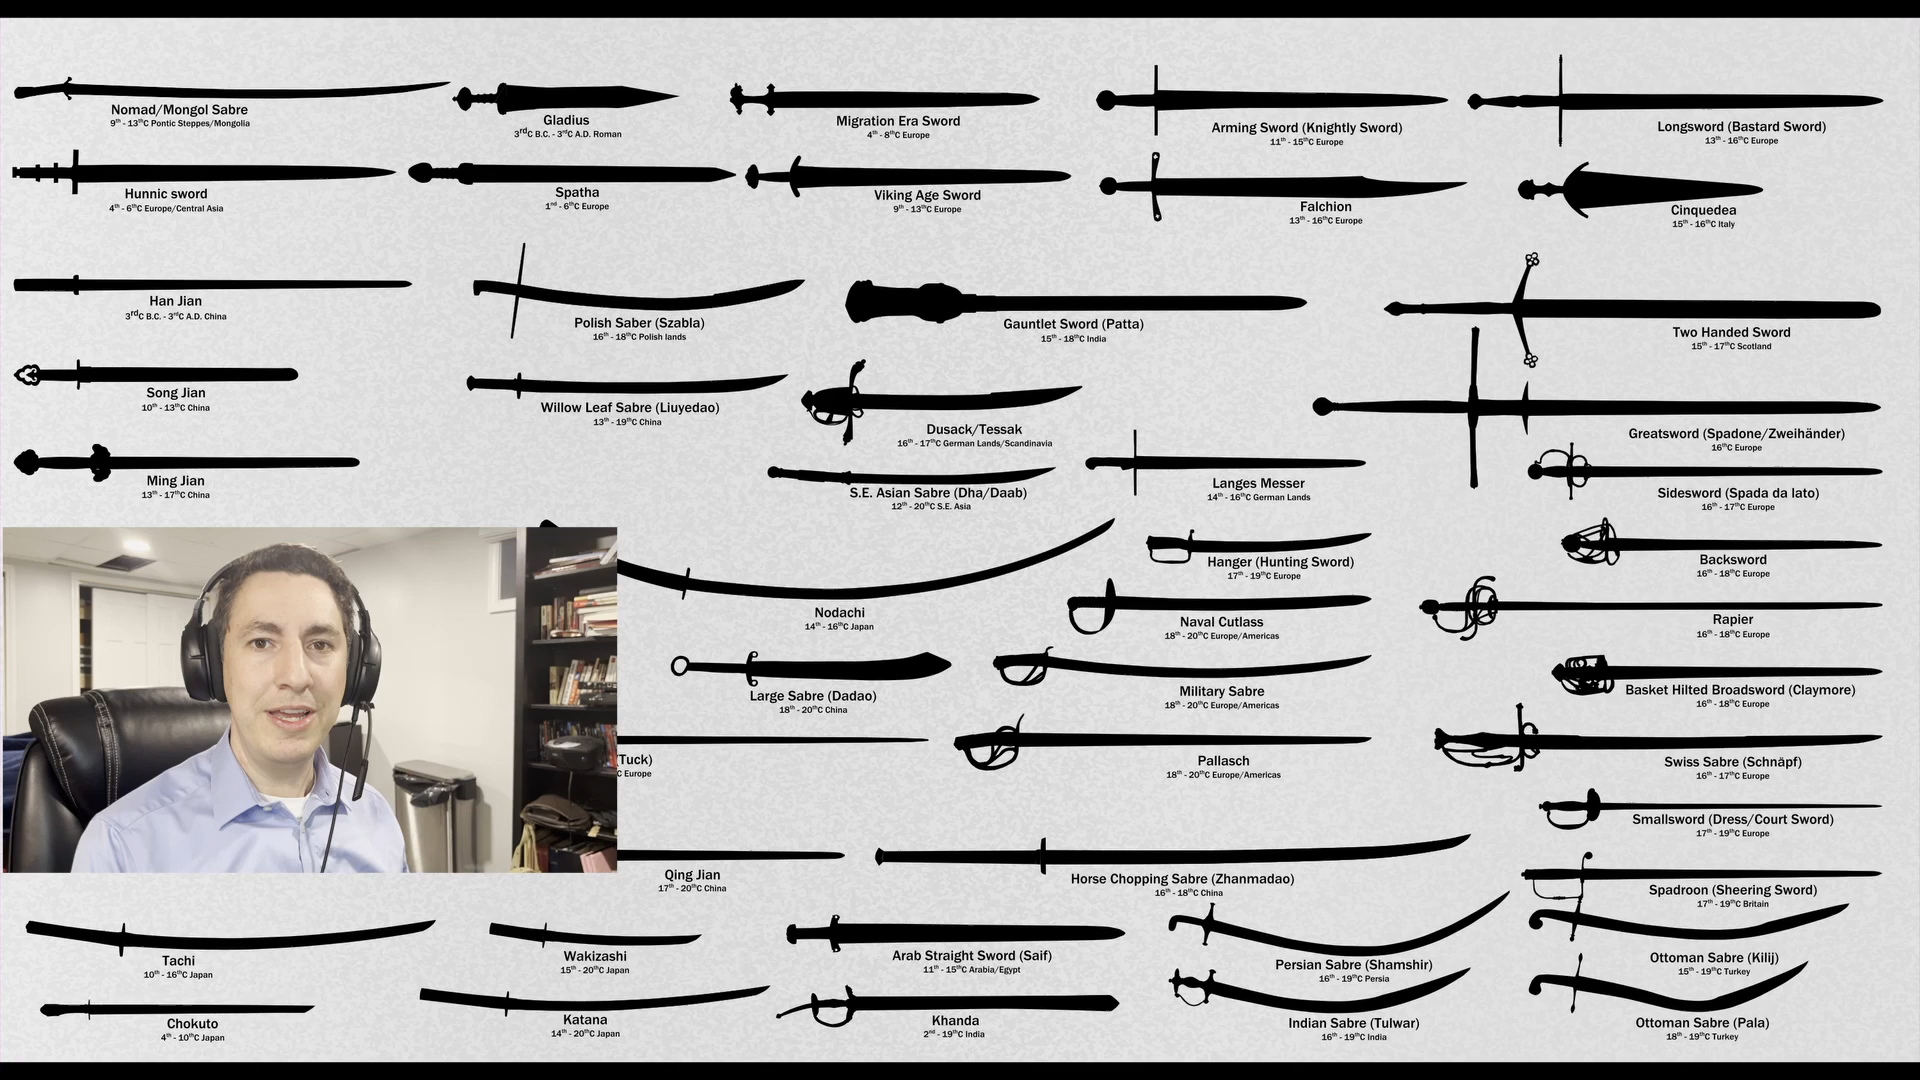 Nomad/Mongol Sabre
9th - 13thC Pontic Steppes/Mongolia
Gladius
3rdC B.C. - 3rdC A.D. Roman
Migration Era Sword
4th - 8thC Europe
Arming Sword (Knightly Sword)
11th - 15thC Europe
Longsword (Bastard Sword)
13th - 16thC Europe
Hunnic sword
4th - 6thC Europe/Central Asia
Spatha
1nd - 6thC Europe
Viking Age Sword
9th - 13thC Europe
Falchion
13th - 16thC Europe
Cinquedea
15th - 16thC Italy
Han Jian
3rdC B.C. - 3rdC A.D. China
Polish Saber (Szabla)
16th - 18thC Polish lands
Gauntlet Sword (Patta)
15th - 18thC India
Two Handed Sword
15th - 17thC Scotland
Song Jian
10th - 13thC China
Willow Leaf Sabre (Liuyedao)
13th - 19thC China
Dusack/Tessak
16th - 17thC German Lands/Scandinavia
Greatsword (Spadone/Zweihänder)
16thC Europe
Ming Jian
13th - 17thC China
S.E. Asian Sabre (Dha/Daab)
12th - 20thC S.E. Asia
Langes Messer
14th - 16thC German Lands
Sidesword (Spada da lato)
16th - 17thC Europe
Hanger (Hunting Sword)
17th - 19thC Europe
Backsword
16th - 18thC Europe
Nodachi
14th - 16thC Japan
Naval Cutlass
18th - 20thC Europe/Americas
Rapier
16th - 18thC Europe
Large Sabre (Dadao)
18th - 20thC China
Military Sabre
18th - 20thC Europe/Americas
Basket Hilted Broadsword (Claymore)
16th - 18thC Europe
(Tuck)
C Europe
Pallasch
18th - 20thC Europe/Americas
Swiss Sabre (Schnäpf)
16th - 17thC Europe
Smallsword (Dress/Court Sword)
17th - 19thC Europe
Qing Jian
17th - 20thC China
Horse Chopping Sabre (Zhanmadao)
16th - 18thC China
Spadroon (Sheering Sword)
17th - 19thC Britain
Tachi
10th - 16thC Japan
Wakizashi
15th - 20thC Japan
Arab Straight Sword (Saif)
11th - 15thC Arabia/Egypt
Persian Sabre (Shamshir)
16th - 19thC Persia
Ottoman Sabre (Kilij)
15th - 19thC Turkey
Chokuto
4th - 10thC Japan
Katana
14th - 20thC Japan
Khanda
2nd - 19thC India
Indian Sabre (Tulwar)
16th - 19thC India
Ottoman Sabre (Pala)
18th - 19thC Turkey